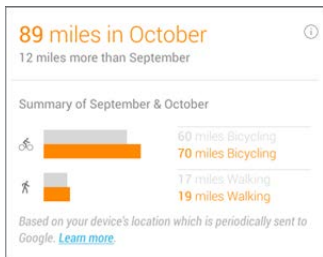 89 miles in October
12 miles more than September
Summary of September & October
60 miles Bicycling
70 miles Bicycling
17 miles Walking
19 miles Walking
Based on your device's location which is periodically sent to
Google. Learn more.